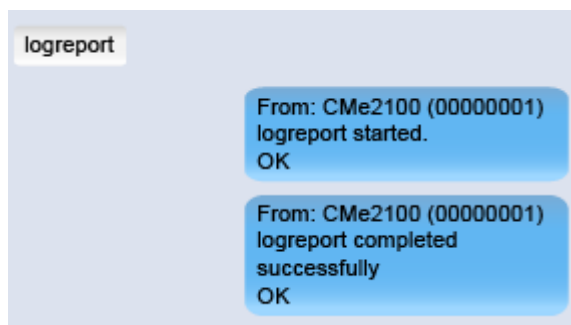 logreport
From: CMe2100 (00000001)
logreport started.
OK
From: CMe2100 (00000001)
logreport completed
successfully
OK